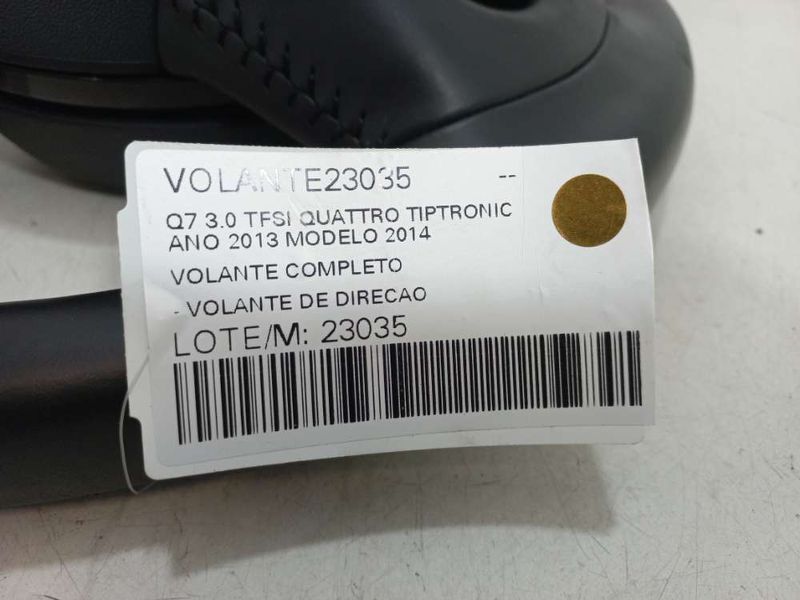 VOLANTE23035 --
Q7 3.0 TFSI QUATTRO TIPTRONIC
ANO 2013 MODELO 2014
VOLANTE COMPLETO
- VOLANTE DE DIRECAO
LOTE/M: 23035